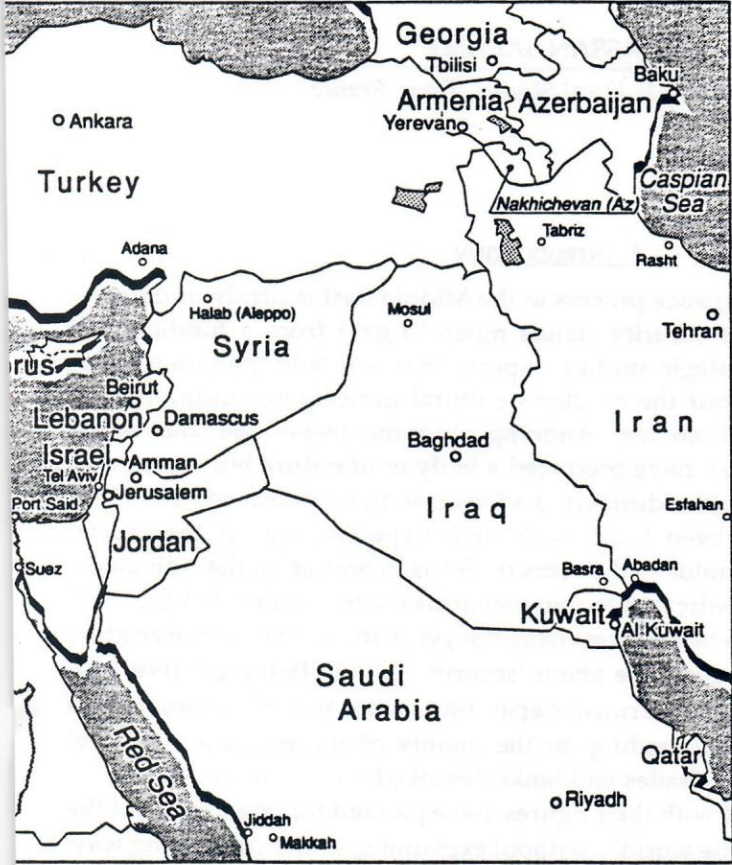 Georgia
Tbilisi
Baku
Armenia
Azerbaijan
Yerevano
Ankara
Turkey
Caspian
Sea
Nakhichevan (Az)
Tabriz
Adana
Rasht
Halab (Aleppo)
Mosul
Tehran
Syria
orus
Beirut
Lebanon
Damascus
Iran
Israel
Amman
Baghdad
Tel Aviv
Jerusalem
Iraq
Port Said
Esfahan
Jordan
Suez
Basra
Abadan
Kuwait
Al Kuwait
Saudi
Arabia
Red Sea
Qatar
Riyadh
Jiddah
Makkah